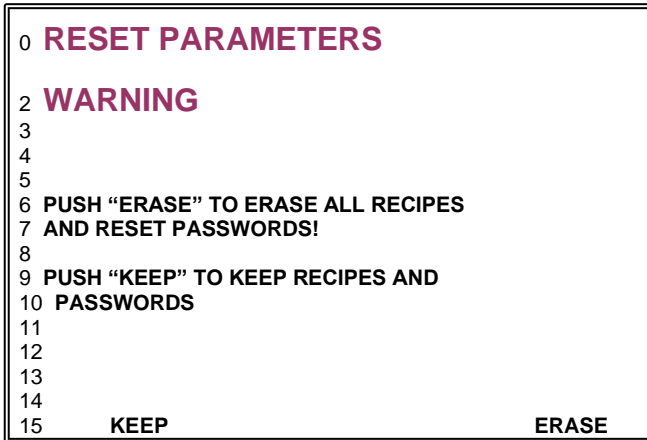 0 RESET PARAMETERS
2 WARNING
3
4
5
6 PUSH “ERASE” TO ERASE ALL RECIPES
7 AND RESET PASSWORDS!
8
9 PUSH “KEEP” TO KEEP RECIPES AND
10 PASSWORDS
11
12
13
14
15 KEEP ERASE